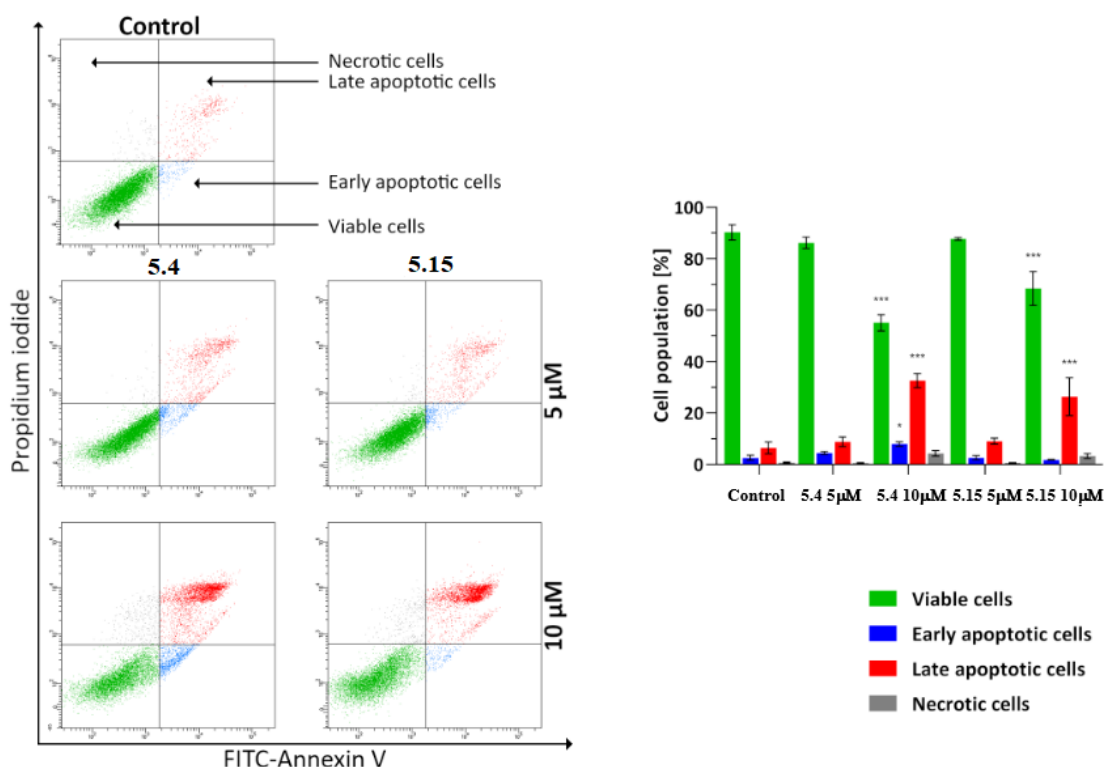 Control
Necrotic cells
Late apoptotic cells
Early apoptotic cells
Viable cells
5.4
5.15
Propidium iodide
5 µM
10 µM
FITC-Annexin V
Cell population [%]
100
80
60
40
20
0
***
***
*
***
***
Control
5.4 5µM
5.4 10µM
5.15 5µM
5.15 10µM
Viable cells
Early apoptotic cells
Late apoptotic cells
Necrotic cells